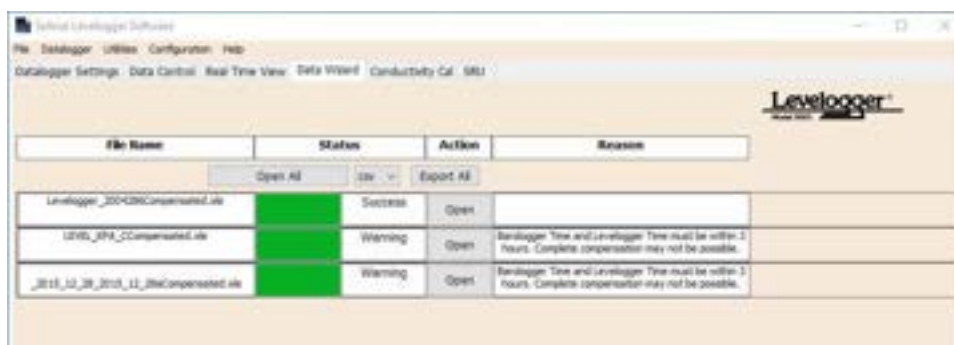 Solinst Levelogger Software
File Datalogger Utilities Configuration Help
Datalogger Settings Data Control Real Time View Data Wizard Conductivity Cal SRU
Levelogger
File Name Status Action Reason
Open All csv Export All
Success Open
Warning Open Barologger Time and Levelogger Time must be within
hours. Complete compensation may not be possible.
Warning Open Barologger Time and Levelogger Time must be within
hours. Complete compensation may not be possible.